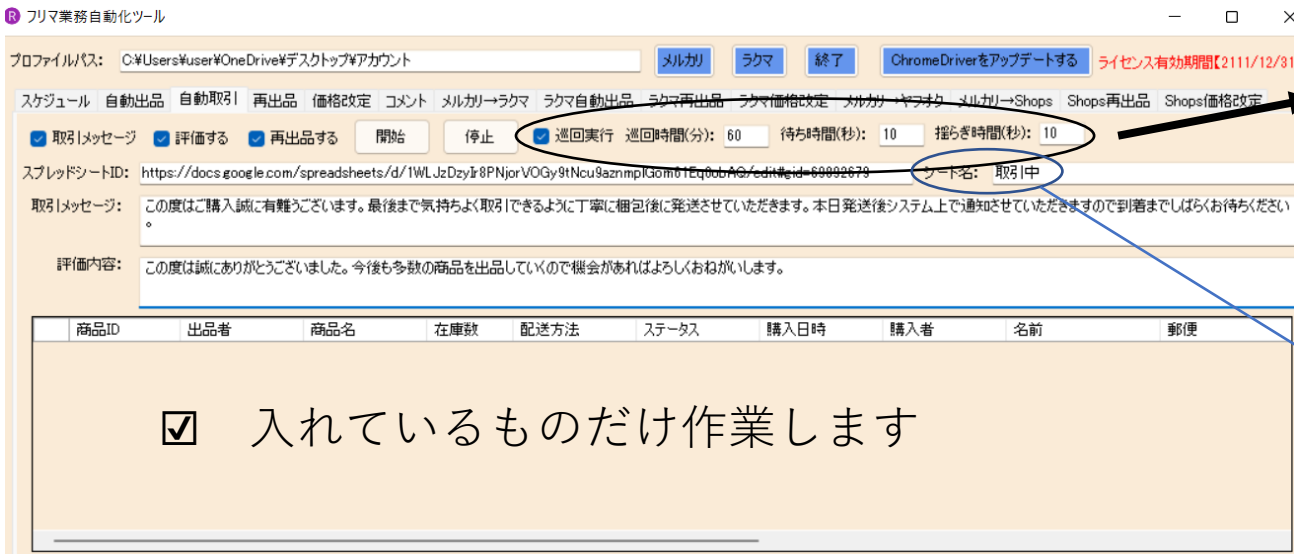 フリマ業務自動化ツール
プロファイルパス: C:¥Users¥user¥OneDrive¥デスクトップ¥アカウント メルカリ ラクマ 終了 ChromeDriverをアップデートする ライセンス有効期間【2111/12/31
スケジュール 自動出品 自動取引 再出品 価格改定 コメント メルカリ→ラクマ ラクマ自動出品 ラクマ再出品 ラクマ価格改定 メルカリ→ヤフオク メルカリ→Shops Shops再出品 Shops価格改定
取引メッセージ 評価する 再出品する 開始 停止 巡回実行 巡回時間(分): 60 待ち時間(秒): 10 揺らぎ時間(秒): 10
スプレッドシートID: シート名: 取引中
取引メッセージ: この度はご購入誠に有難うございます。最後まで気持ちよく取引できるように丁寧に梱包後に発送させていただきます。本日発送後システム上で通知させていただきますので到着までしばらくお待ちください
。
評価内容: この度は誠にありがとうございました。今後も多数の商品を出品していくので機会があればよろしくおねがいします。
商品ID 出品者 商品名 在庫数 配送方法 ステータス 購入日時 購入者 名前 郵便
☑ 入れているものだけ作業します